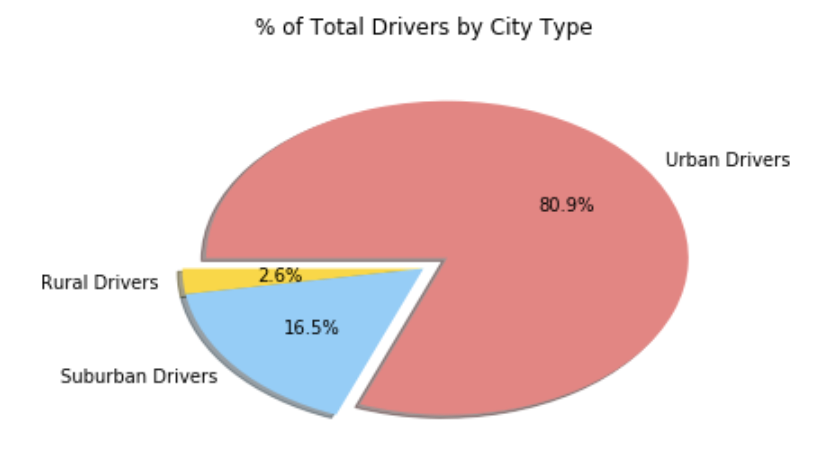 % of Total Drivers by City Type
Urban Drivers
80.9%
Rural Drivers
2.6%
16.5%
Suburban Drivers